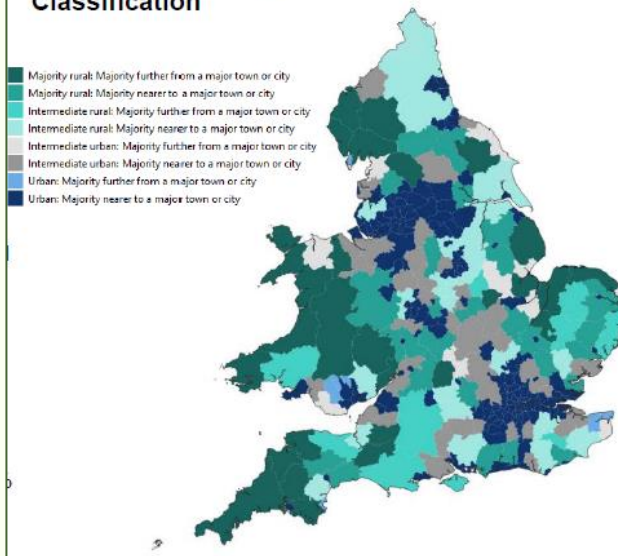 Classification
Majority rural: Majority further from a major town or city
Majority rural: Majority nearer to a major town or city
Intermediate rural: Majority further from a major town or city
Intermediate rural: Majority nearer to a major town or city
Intermediate urban: Majority further from a major town or city
Intermediate urban: Majority nearer to a major town or city
Urban: Majority further from a major town or city
Urban: Majority nearer to a major town or city